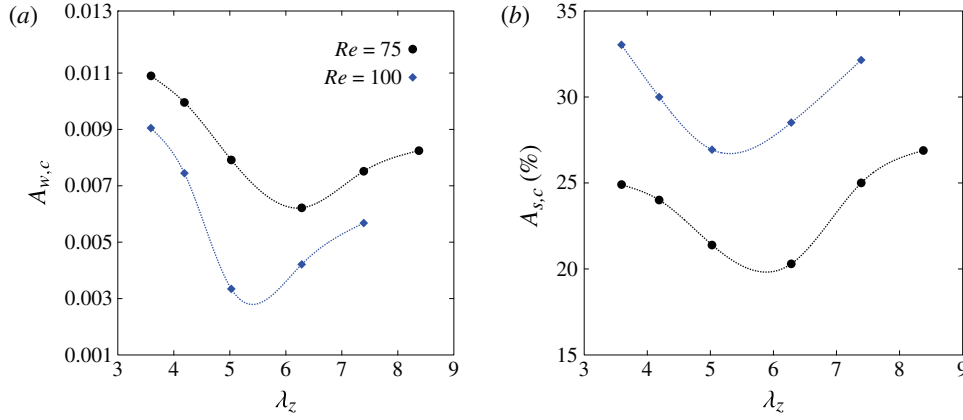 (a)
0.013
0.011
0.009
0.007
0.005
0.003
0.001
A_{w,c}
Re = 75
Re = 100
3 4 5 6 7 8 9
λ_z
(b)
35
30
25
20
15
A_{s,c} (%)
3 4 5 6 7 8 9
λ_z